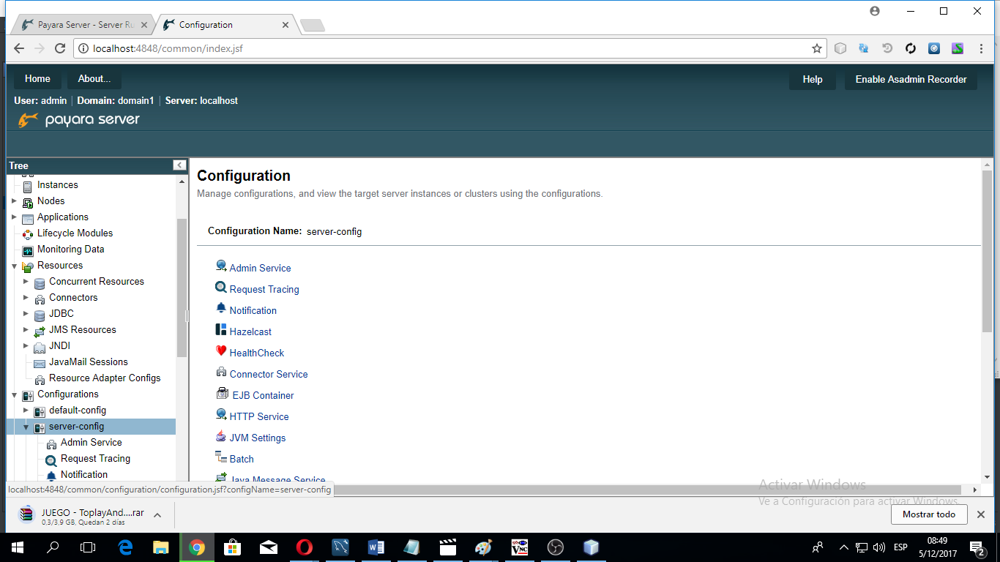 Payara Server - Server Ru
Configuration
localhost:4848/common/index.jsf
Home
About...
Help
Enable Asadmin Recorder
User: admin | Domain: domain1 | Server: localhost
payara server
Tree
Instances
Nodes
Applications
Lifecycle Modules
Monitoring Data
Resources
Concurrent Resources
Connectors
JDBC
JMS Resources
JNDI
JavaMail Sessions
Resource Adapter Configs
Configurations
default-config
server-config
Admin Service
Request Tracing
Notification
Configuration
Manage configurations, and view the target server instances or clusters using the configurations.
Configuration Name: server-config
Admin Service
Request Tracing
Notification
Hazelcast
HealthCheck
Connector Service
EJB Container
HTTP Service
JVM Settings
Batch
Java Message Service
localhost:4848/common/configuration/configuration.jsf?configName=server-config
Activar Windows
Ve a Configuración para activar Windows.
JUEGO - ToplayAnd....rar
0.3/3.9 GB, Quedan 2 días
Mostrar todo
VNC
ESP
08:49
5/12/2017
2